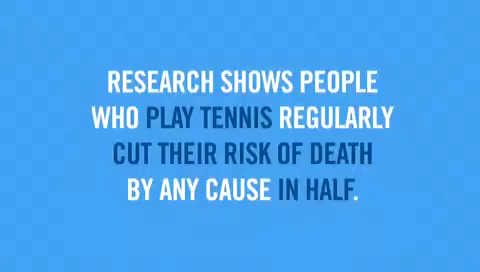 RESEARCH SHOWS PEOPLE
WHO PLAY TENNIS REGULARLY
CUT THEIR RISK OF DEATH
BY ANY CAUSE IN HALF.